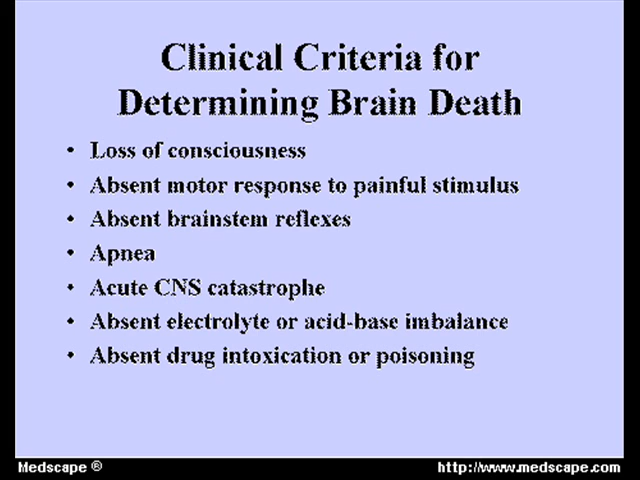 Clinical Criteria for
Determining Brain Death
• Loss of consciousness
• Absent motor response to painful stimulus
• Absent brainstem reflexes
• Apnea
• Acute CNS catastrophe
• Absent electrolyte or acid-base imbalance
• Absent drug intoxication or poisoning
Medscape ® http://www.medscape.com